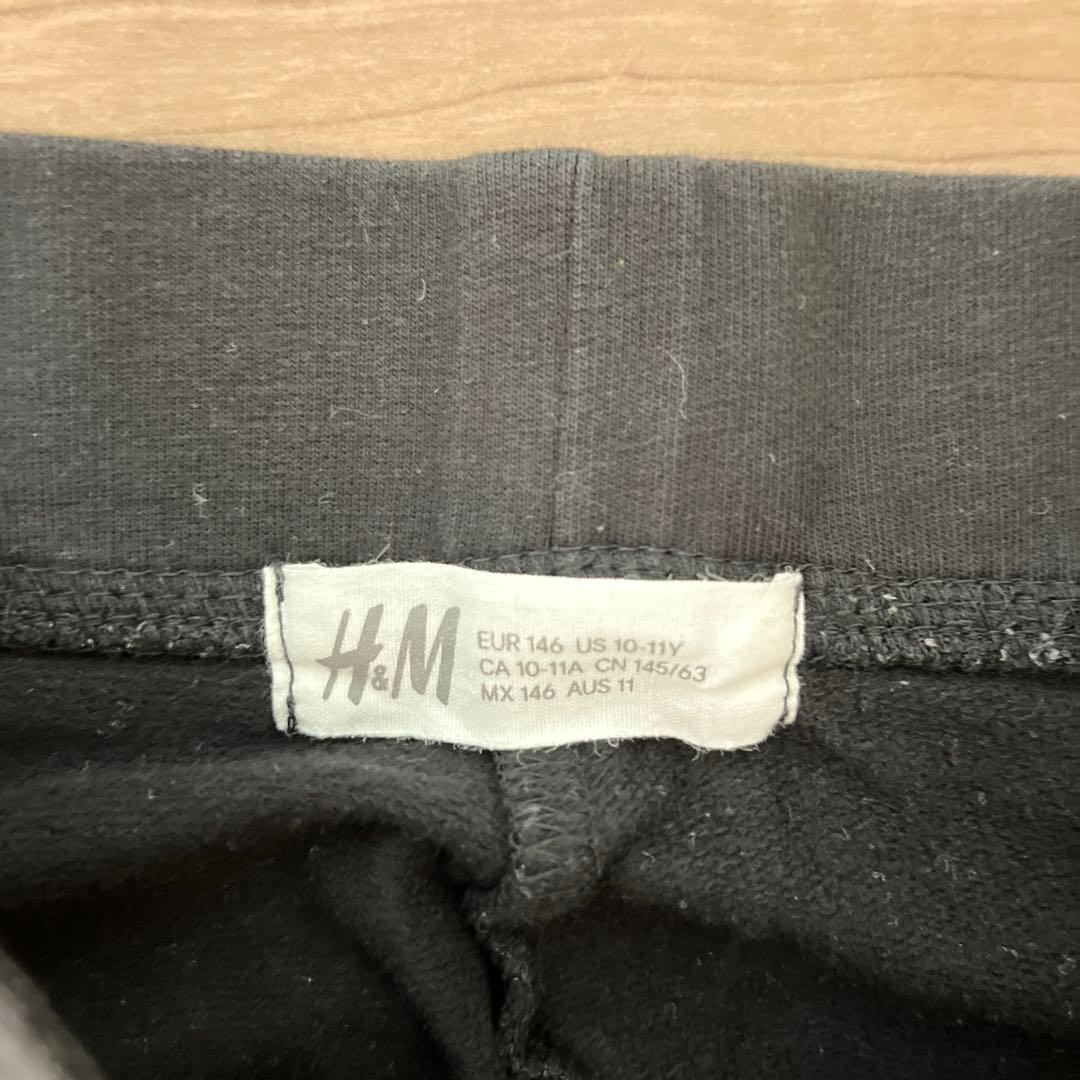 H&M
EUR 146 US 10-11Y
CA 10-11A CN 145/63
MX 146 AUS 11